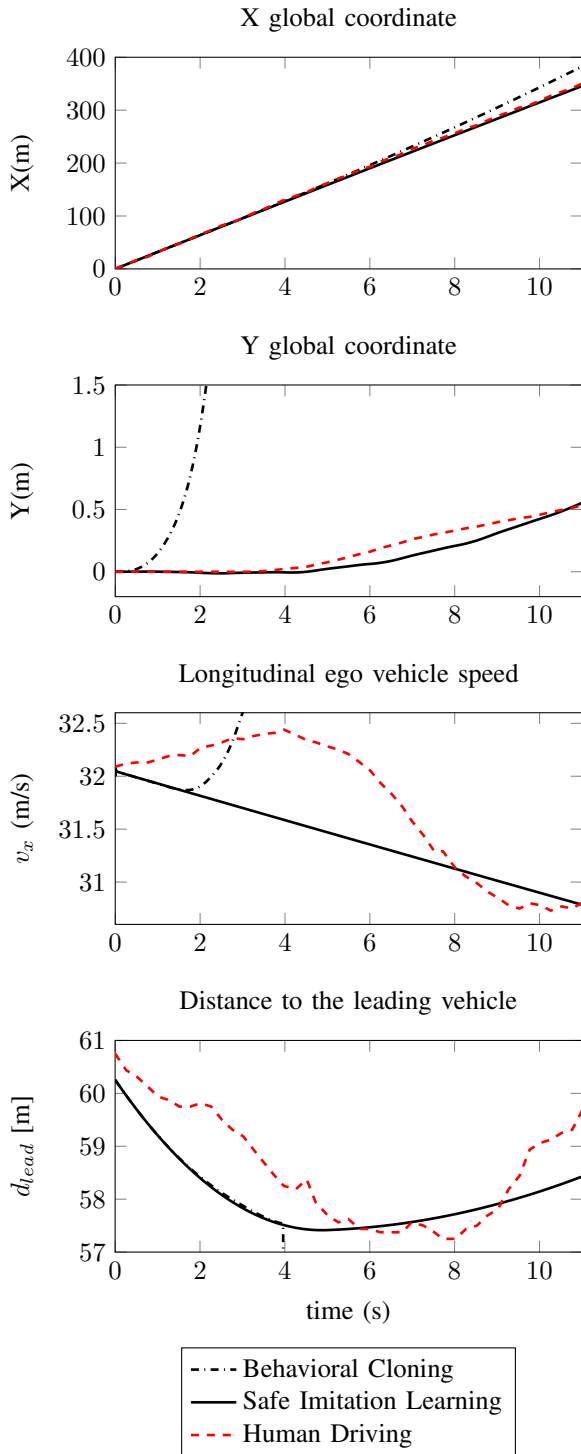 X global coordinate
400
300
200
100
0
X(m)
0 2 4 6 8 10
Y global coordinate
1.5
1
0.5
0
Y(m)
0 2 4 6 8 10
Longitudinal ego vehicle speed
32.5
32
31.5
31
v_x (m/s)
0 2 4 6 8 10
Distance to the leading vehicle
61
60
59
58
57
d_lead [m]
0 2 4 6 8 10
time (s)
Behavioral Cloning
Safe Imitation Learning
Human Driving